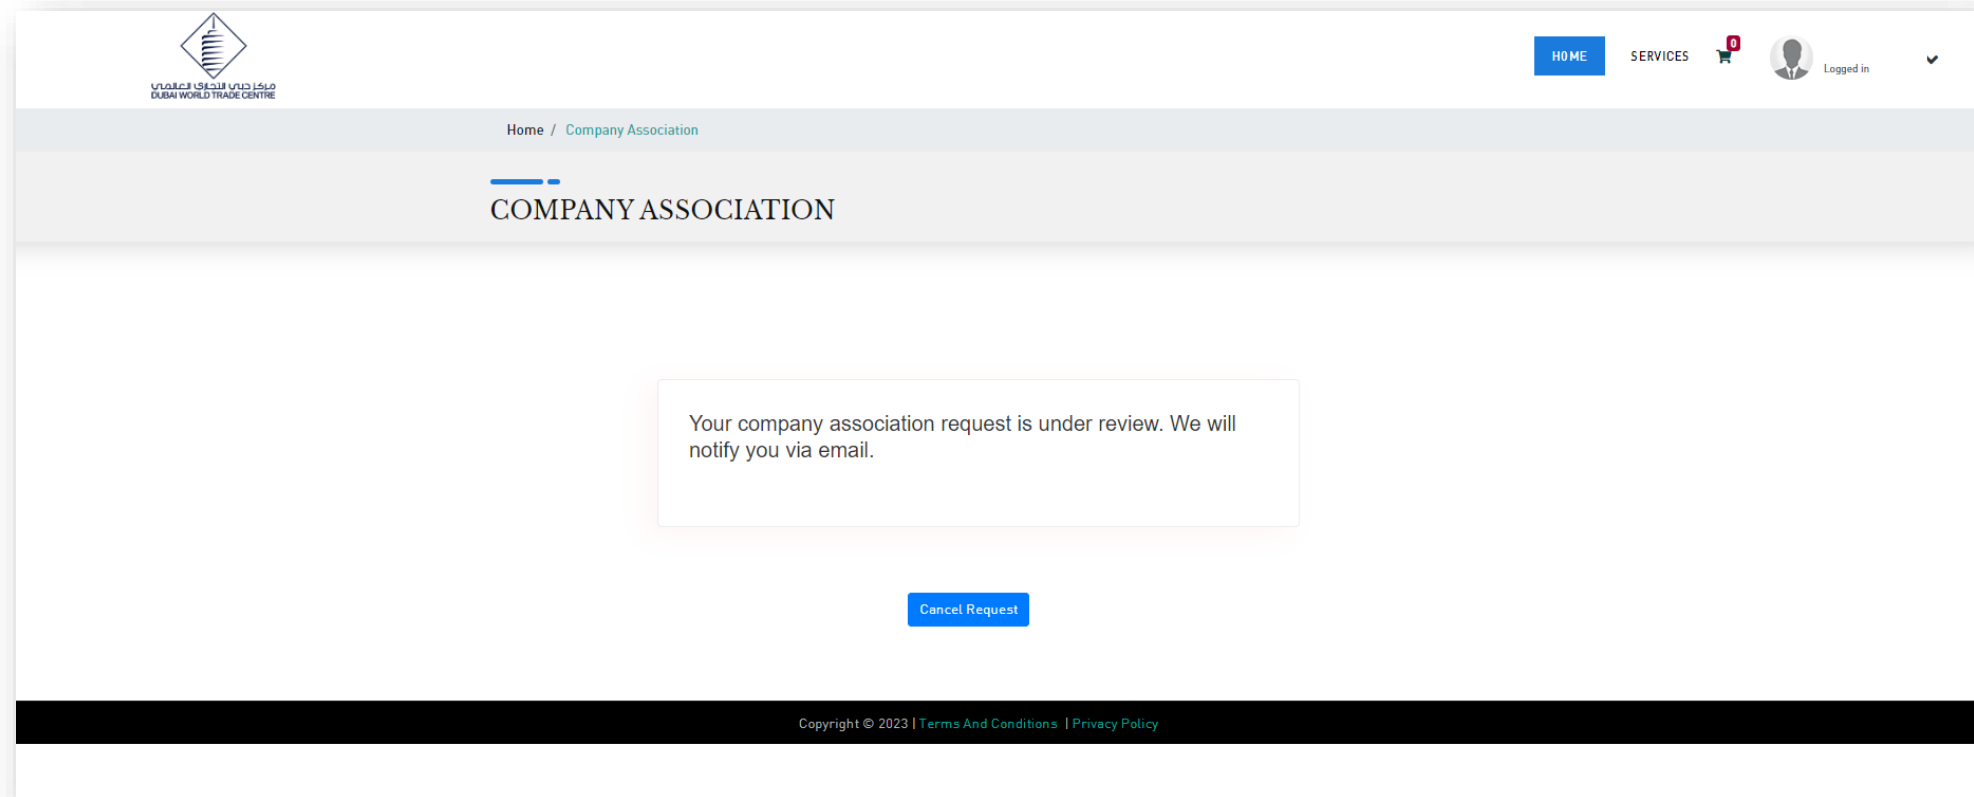 مركز دبي التجاري العالمي
DUBAI WORLD TRADE CENTRE
HOME
SERVICES
0
Logged in
Home / Company Association
COMPANY ASSOCIATION
Your company association request is under review. We will
notify you via email.
Cancel Request
Copyright © 2023 | Terms And Conditions | Privacy Policy